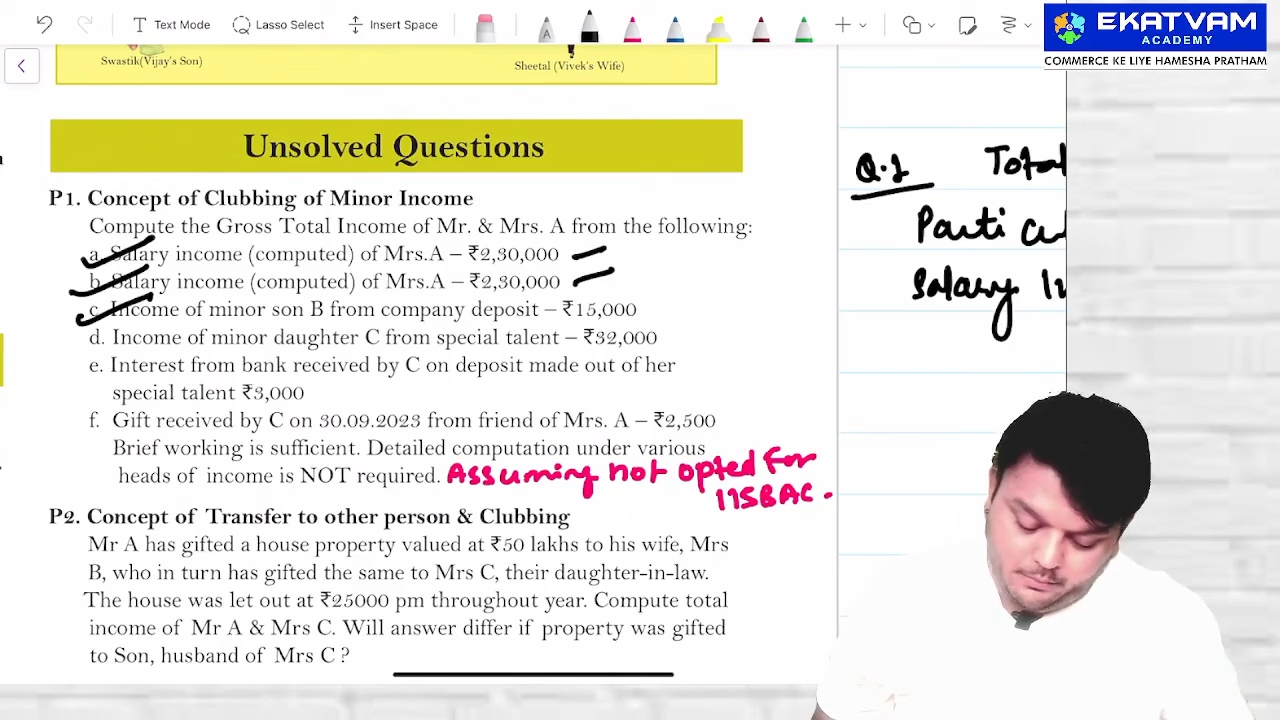 Text Mode
Lasso Select
Insert Space
EKATVAM
ACADEMY
COMMERCE KE LIYE HAMESHA PRATHAM
Swastik(Vijay's Son)
Sheetal (Vivek's Wife)
Unsolved Questions
P1. Concept of Clubbing of Minor Income
Compute the Gross Total Income of Mr. & Mrs. A from the following:
a. Salary income (computed) of Mrs.A – ₹2,30,000
b. Salary income (computed) of Mrs.A – ₹2,30,000
c. Income of minor son B from company deposit – ₹15,000
d. Income of minor daughter C from special talent – ₹32,000
e. Interest from bank received by C on deposit made out of her
special talent ₹3,000
f. Gift received by C on 30.09.2023 from friend of Mrs. A – ₹2,500
Brief working is sufficient. Detailed computation under various
heads of income is NOT required. Assuming not opted for
115BAC.
P2. Concept of Transfer to other person & Clubbing
Mr A has gifted a house property valued at ₹50 lakhs to his wife, Mrs
B, who in turn has gifted the same to Mrs C, their daughter-in-law.
The house was let out at ₹25000 pm throughout year. Compute total
income of Mr A & Mrs C. Will answer differ if property was gifted
to Son, husband of Mrs C?
Q.1 Total
Particu
Salary In